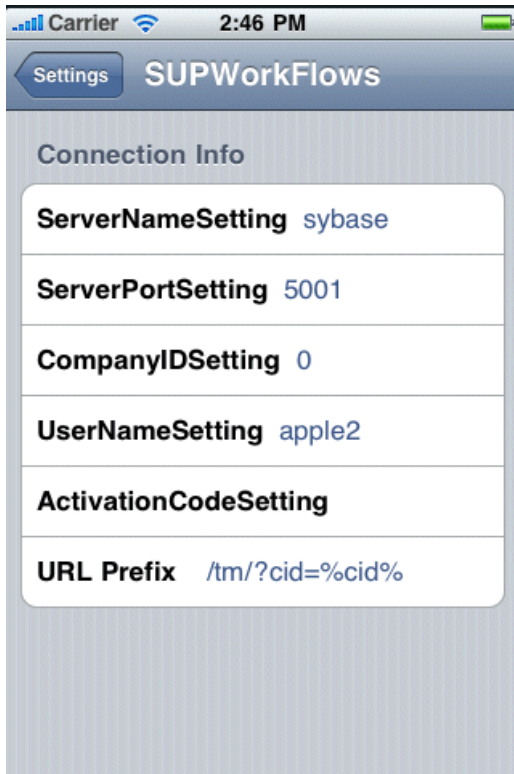 Carrier 2:46 PM
Settings SUPWorkFlows
Connection Info
ServerNameSetting sybase
ServerPortSetting 5001
CompanyIDSetting 0
UserNameSetting apple2
ActivationCodeSetting
URL Prefix /tm/?cid=%cid%